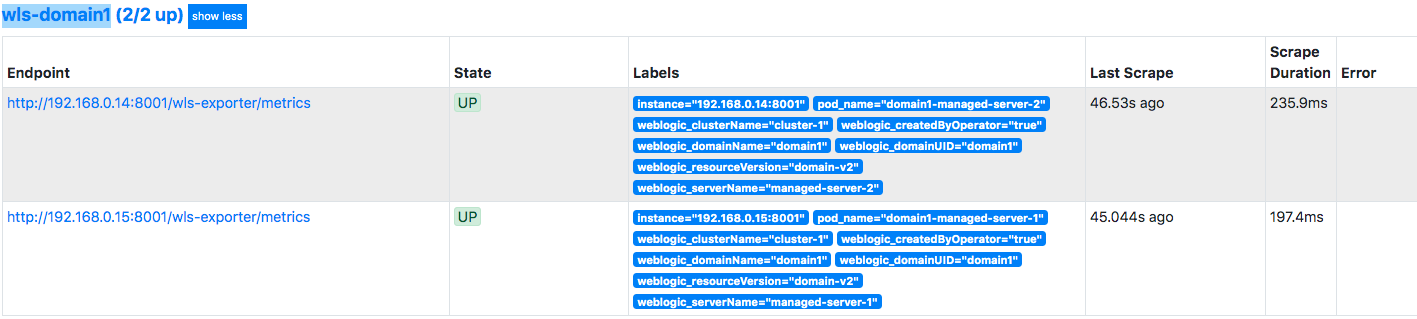 wls-domain1 (2/2 up) show less
Endpoint State Labels Last Scrape Scrape Duration Error
http://192.168.0.14:8001/wls-exporter/metrics UP instance="192.168.0.14:8001" pod_name="domain1-managed-server-2" 46.53s ago 235.9ms
weblogic_clusterName="cluster-1" weblogic_createdByOperator="true"
weblogic_domainName="domain1" weblogic_domainUID="domain1"
weblogic_resourceVersion="domain-v2"
weblogic_serverName="managed-server-2"
http://192.168.0.15:8001/wls-exporter/metrics UP instance="192.168.0.15:8001" pod_name="domain1-managed-server-1" 45.044s ago 197.4ms
weblogic_clusterName="cluster-1" weblogic_createdByOperator="true"
weblogic_domainName="domain1" weblogic_domainUID="domain1"
weblogic_resourceVersion="domain-v2"
weblogic_serverName="managed-server-1"